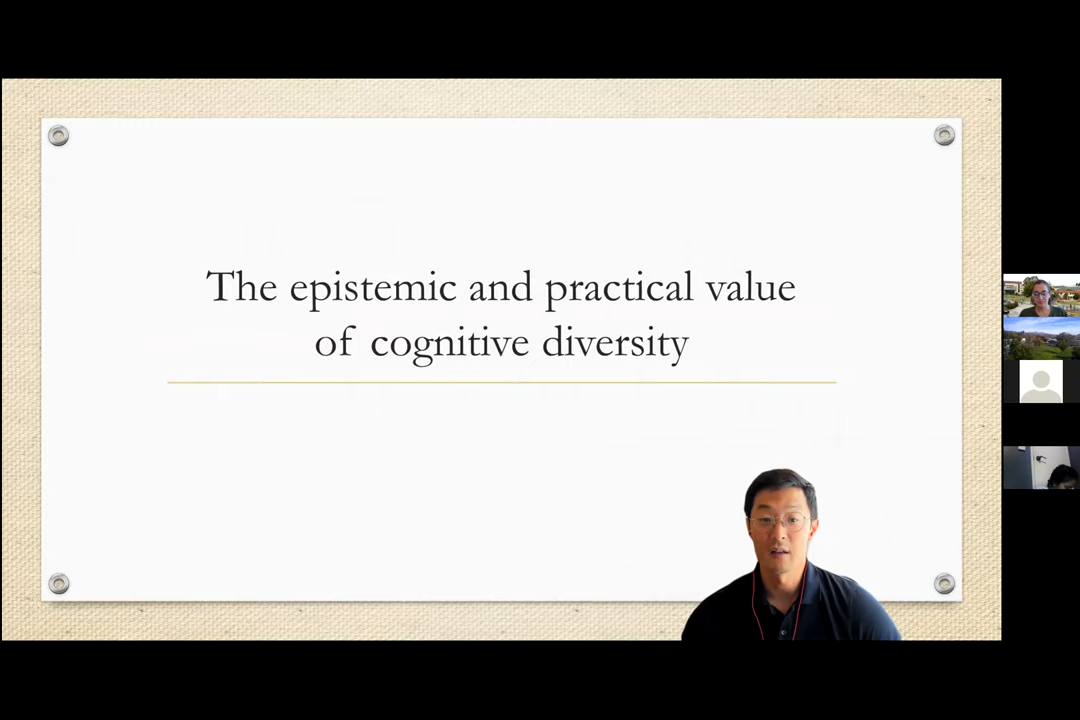 The epistemic and practical value
of cognitive diversity